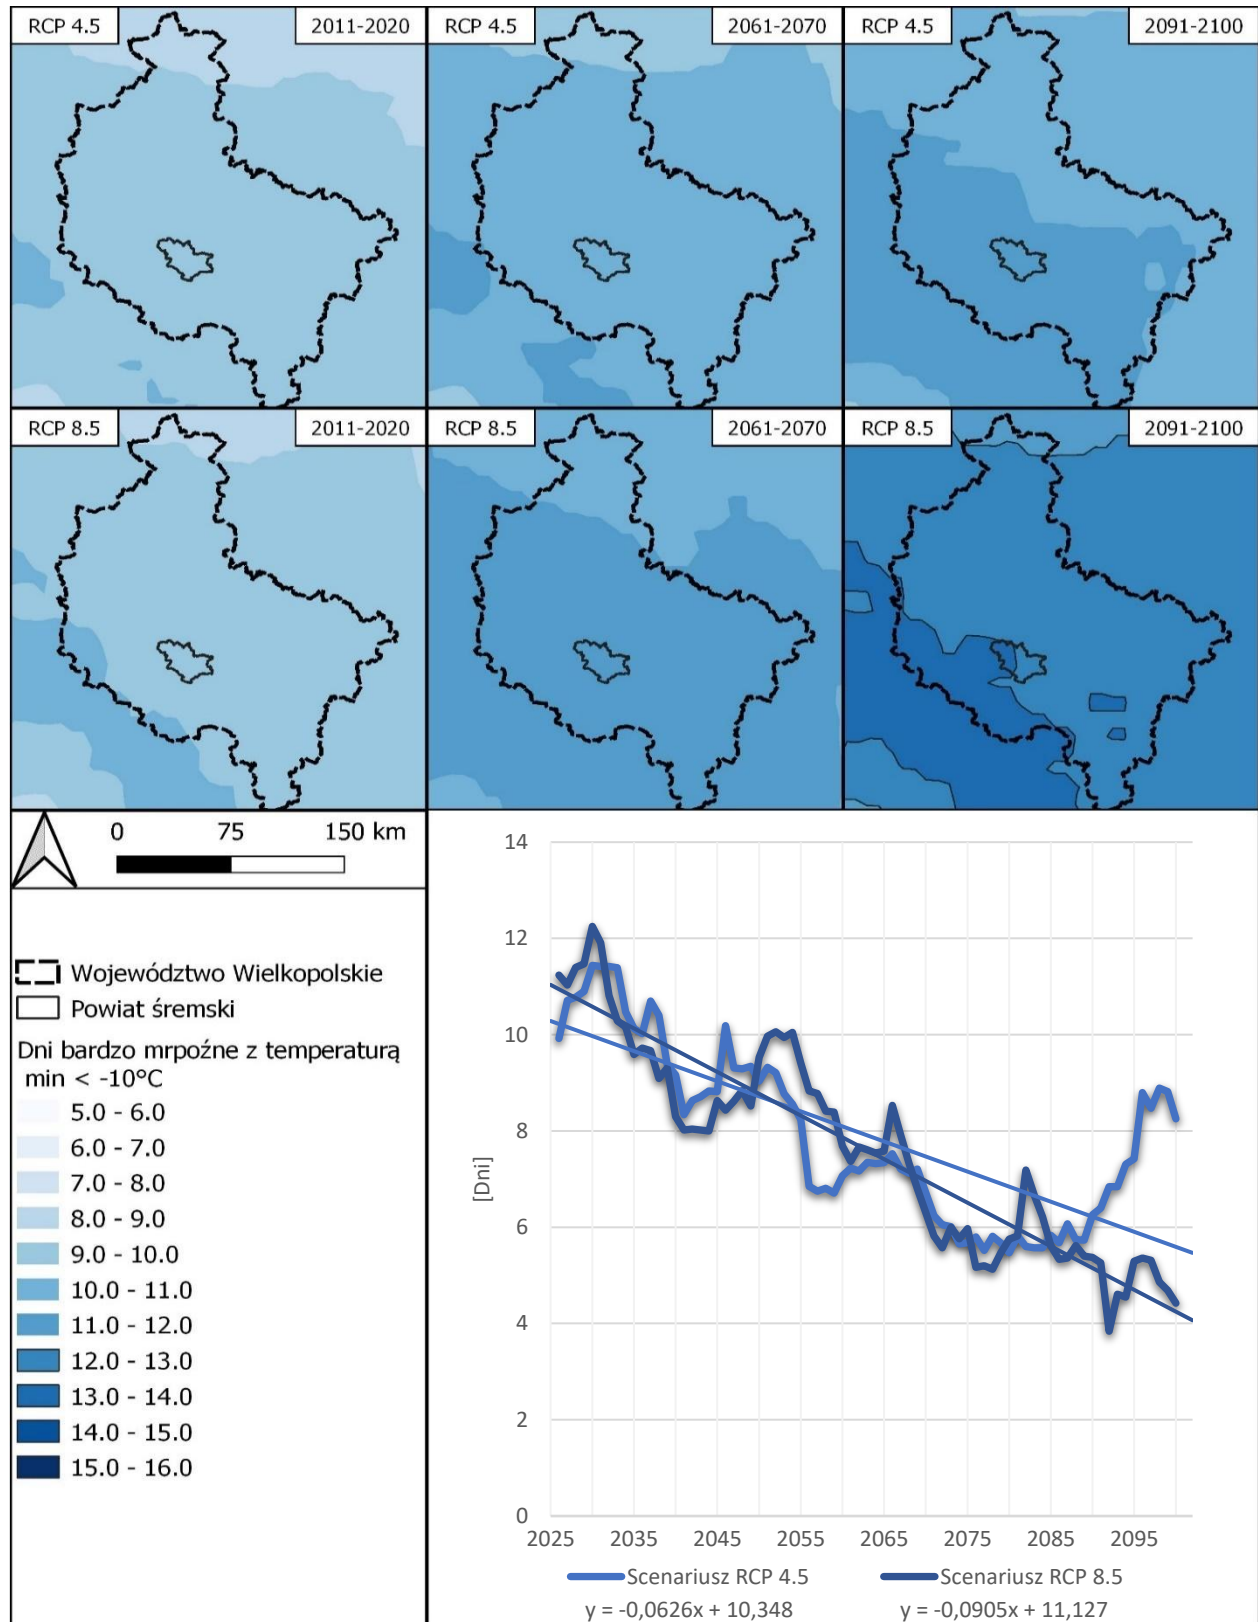 RCP 4.5
2011-2020
RCP 4.5
2061-2070
RCP 4.5
2091-2100
RCP 8.5
2011-2020
RCP 8.5
2061-2070
RCP 8.5
2091-2100
0 75 150 km
Województwo Wielkopolskie
Powiat śremski
Dni bardzo mrpoźne z temperaturą
min < -10°C
5.0 - 6.0
6.0 - 7.0
7.0 - 8.0
8.0 - 9.0
9.0 - 10.0
10.0 - 11.0
11.0 - 12.0
12.0 - 13.0
13.0 - 14.0
14.0 - 15.0
15.0 - 16.0
14
12
10
8
6
4
2
0
[Dni]
2025 2035 2045 2055 2065 2075 2085 2095
Scenariusz RCP 4.5 Scenariusz RCP 8.5
y = -0,0626x + 10,348 y = -0,0905x + 11,127